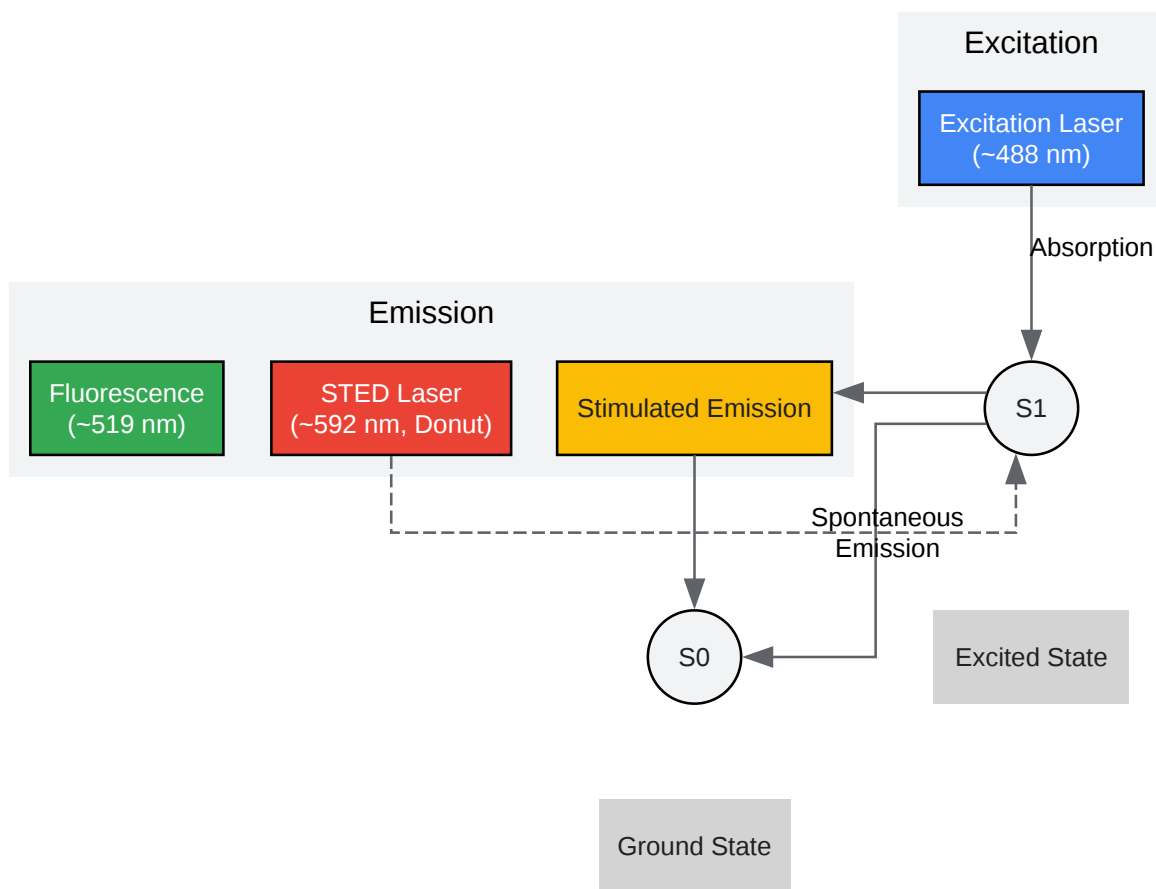 Excitation
Excitation Laser
(~488 nm)
Absorption
Emission
Fluorescence
(~519 nm)
STED Laser
(~592 nm, Donut)
Stimulated Emission
S1
Spontaneous
Emission
S0
Excited State
Ground State